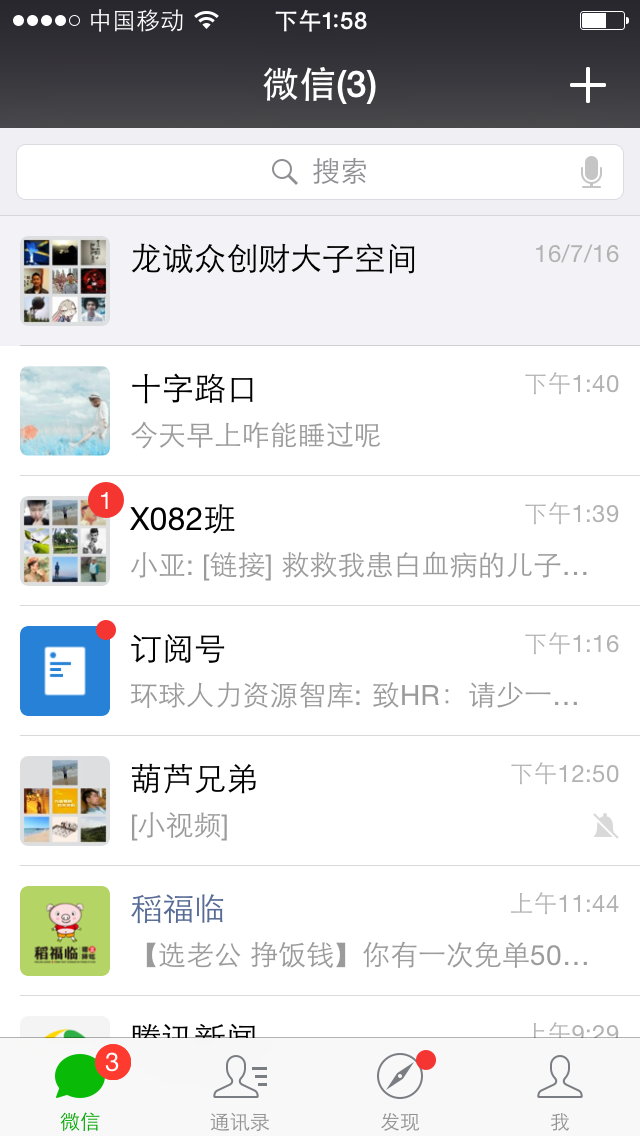 中国移动 下午1:58
微信(3)
搜索
龙诚众创财大子空间 16/7/16
十字路口 下午1:40
今天早上咋能睡过呢
1
X082班 下午1:39
小亚: [链接] 救救我患白血病的儿子...
订阅号 下午1:16
环球人力资源智库: 致HR：请少一...
葫芦兄弟 下午12:50
[小视频]
稻福临
稻福临 上午11:44
【选老公 挣饭钱】你有一次免单50...
腾讯新闻 上午9:29
3
微信 通讯录 发现 我